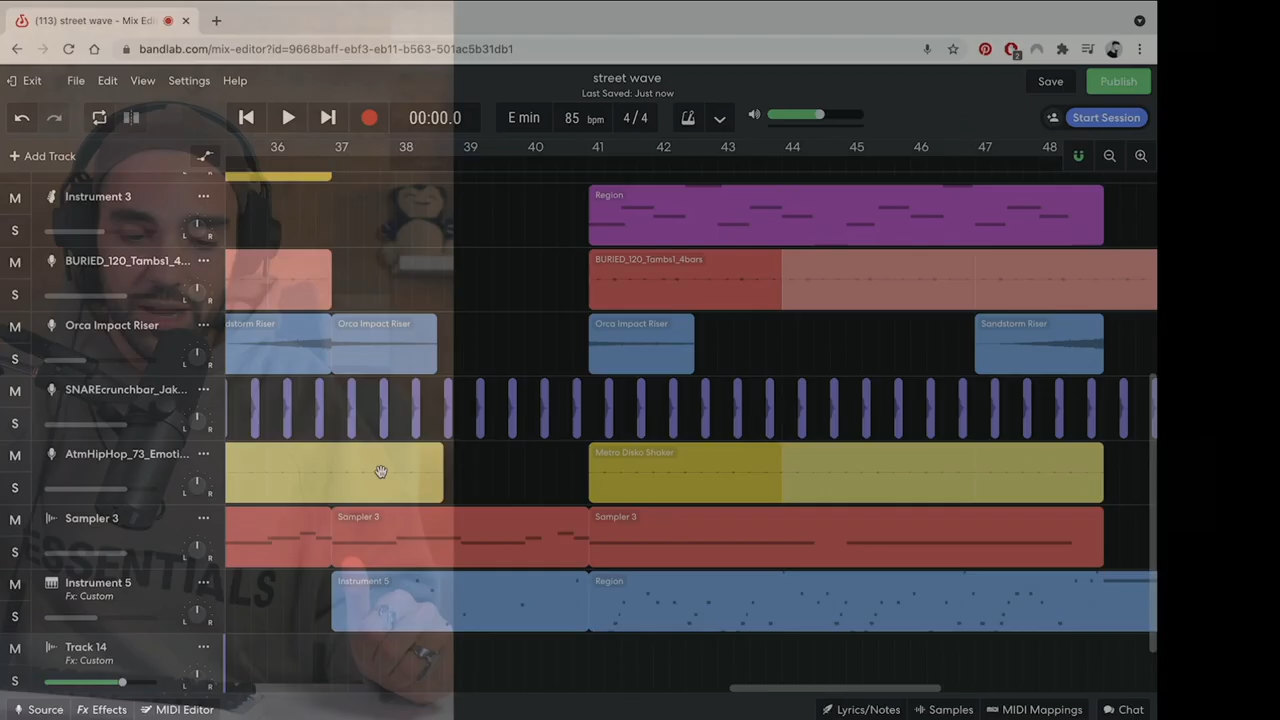 (113) street wave - Mix Edi
bandlab.com/mix-editor?id=9668baff-ebf3-eb11-b563-501ac5b31db1
2
Exit File Edit View Settings Help
street wave
Last Saved: Just now
Save Publish
00:00.0 E min 85 bpm 4 / 4
Start Session
+ Add Track
36 37 38 39 40 41 42 43 44 45 46 47 48
M Instrument 3 ...
Region
S L R
M BURIED_120_Tambs1_4... ...
BURIED_120_Tambs1_4bars
S L R
M Orca Impact Riser ...
dstorm Riser Orca Impact Riser Orca Impact Riser Sandstorm Riser
S L R
M SNAREcrunchbar_Jak... ...
S L R
M AtmHipHop_73_Emoti... ...
Metro Disko Shaker
S L R
M Sampler 3 ...
Sampler 3 Sampler 3
S L R
ESSENTIALS
M Instrument 5 ...
Fx: Custom
Instrument 5 Region
S L R
M Track 14 ...
Fx: Custom
S L R
Source Fx Effects MIDI Editor Lyrics/Notes Samples MIDI Mappings Chat